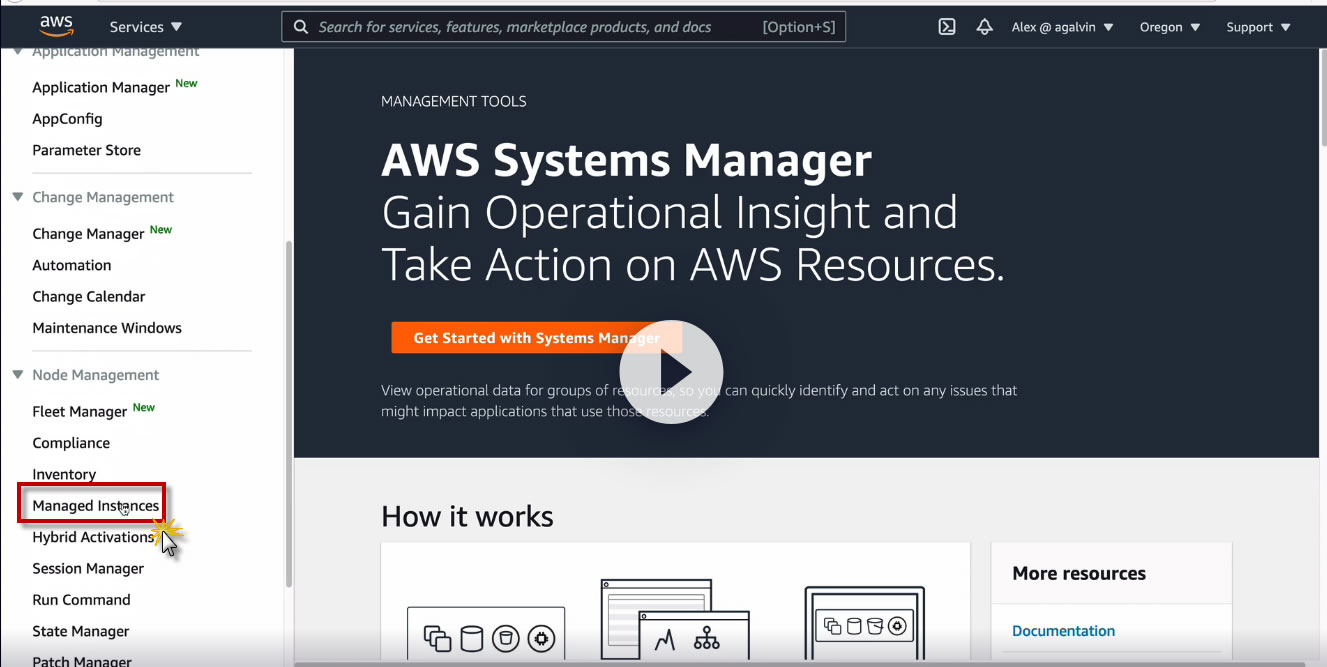 aws
Services
Search for services, features, marketplace products, and docs
[Option+S]
Alex @ agalvin
Oregon
Support
Application Management
Application Manager New
AppConfig
Parameter Store
Change Management
Change Manager New
Automation
Change Calendar
Maintenance Windows
Node Management
Fleet Manager New
Compliance
Inventory
Managed Instances
Hybrid Activations
Session Manager
Run Command
State Manager
Patch Manager
MANAGEMENT TOOLS
AWS Systems Manager
Gain Operational Insight and
Take Action on AWS Resources.
Get Started with Systems Manager
View operational data for groups of resources, so you can quickly identify and act on any issues that
might impact applications that use those resources.
How it works
More resources
Documentation